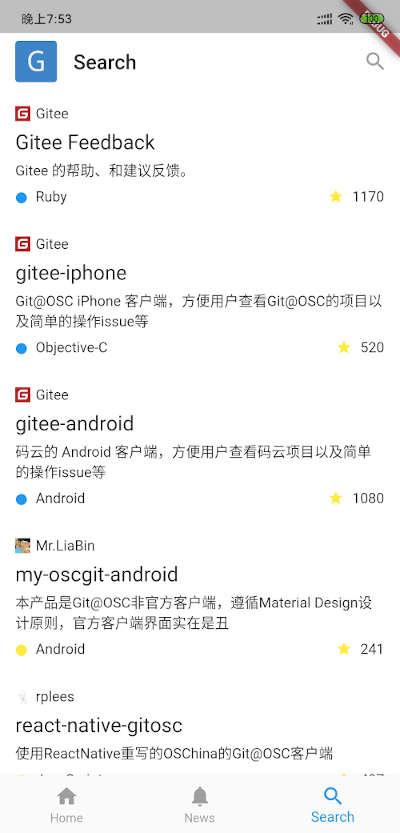 晚上7:53
100
G
Search
Gitee
Gitee Feedback
Gitee 的帮助、和建议反馈。
Ruby
1170
Gitee
gitee-iphone
Git@OSC iPhone 客户端，方便用户查看Git@OSC的项目以
及简单的操作issue等
Objective-C
520
Gitee
gitee-android
码云的 Android 客户端，方便用户查看码云项目以及简单
的操作issue等
Android
1080
Mr.LiaBin
my-oscgit-android
本产品是Git@OSC非官方客户端，遵循Material Design设
计原则，官方客户端界面实在是丑
Android
241
rplees
react-native-gitosc
使用ReactNative重写的OSChina的Git@OSC客户端
Home
News
Search